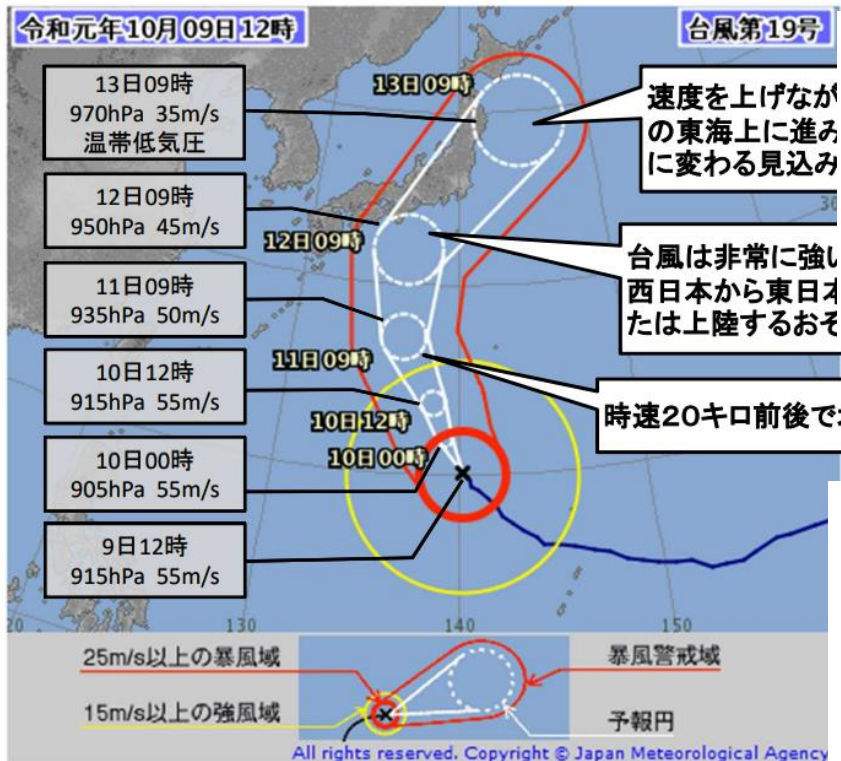 令和元年10月09日12時
台風第19号
13日09時
970hPa 35m/s
温帯低気圧
12日09時
950hPa 45m/s
11日09時
935hPa 50m/s
10日12時
915hPa 55m/s
10日00時
905hPa 55m/s
9日12時
915hPa 55m/s
13日09時
12日09時
11日09時
10日12時
10日00時
速度を上げなが
の東海上に進み
に変わる見込み
台風は非常に強い
西日本から東日本
たは上陸するおそ
時速20キロ前後で
30
20
130
140
150
25m/s以上の暴風域
15m/s以上の強風域
暴風警戒域
予報円
All rights reserved. Copyright © Japan Meteorological Agency